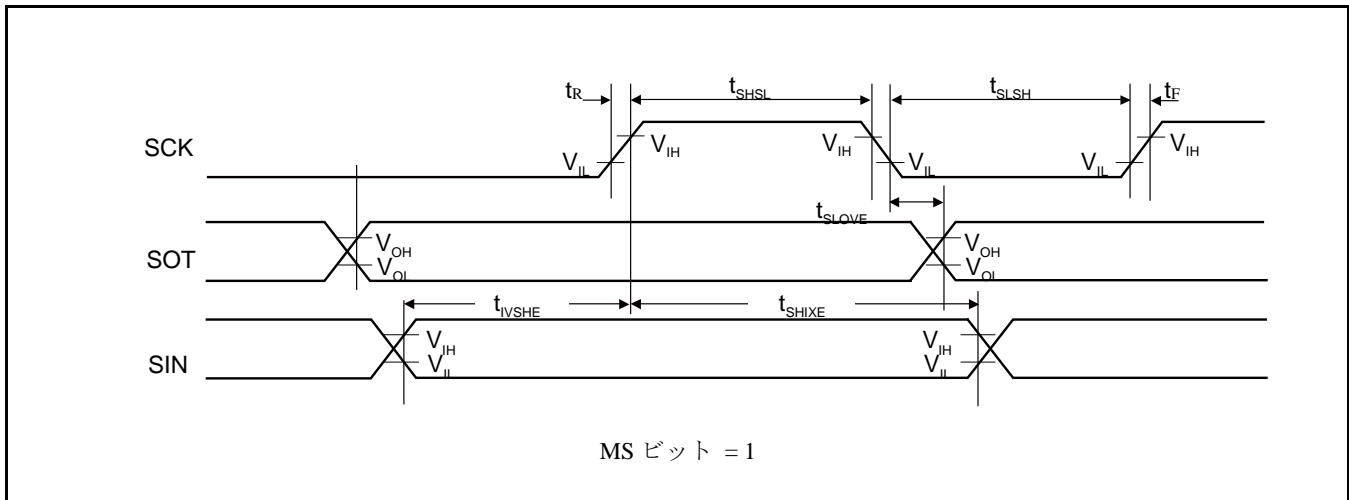 tR tSHSL tSLSH tF
SCK VIL VIH VIH VIL VIL VIH
tSLOVE
SOT VOH VOH
VOL VOL
tIVSHE tSHIXE
SIN VIH VIH
VIL VIL
MS ビット = 1